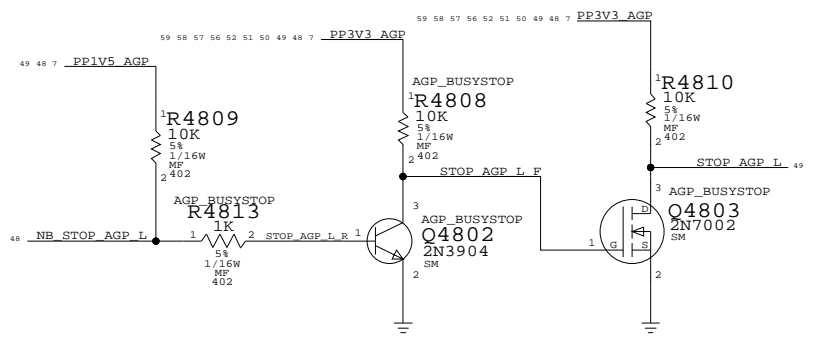 59 58 57 56 52 51 50 49 48 7 PP3V3_AGP
59 58 57 56 52 51 50 49 48 7 PP3V3_AGP
49 48 7 PP1V5_AGP
1
R4809
10K
5%
1/16W
MF
402
2
AGP_BUSYSTOP
1
R4808
10K
5%
1/16W
MF
402
2
1
R4810
10K
5%
1/16W
MF
402
2
STOP_AGP_L_F
STOP_AGP_L 49
AGP_BUSYSTOP
R4813
1K
1 2
5%
1/16W
MF
402
48 NB_STOP_AGP_L
STOP_AGP_L_R 1
3
AGP_BUSYSTOP
Q4802
2N3904
SM
2
3
AGP_BUSYSTOP
Q4803
2N7002
SM
D
1 G S
2